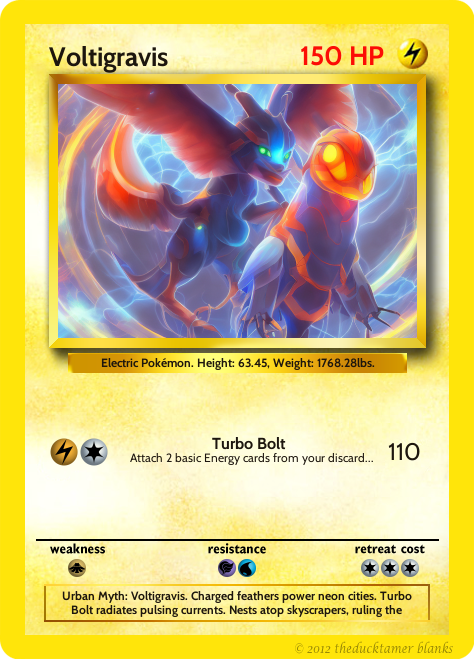 Voltigravis 150 HP
Electric Pokémon. Height: 63.45, Weight: 1768.28lbs.
Turbo Bolt
Attach 2 basic Energy cards from your discard... 110
weakness resistance retreat cost
Urban Myth: Voltigravis. Charged feathers power neon cities. Turbo
Bolt radiates pulsing currents. Nests atop skyscrapers, ruling the
© 2012 theducktamer blanks